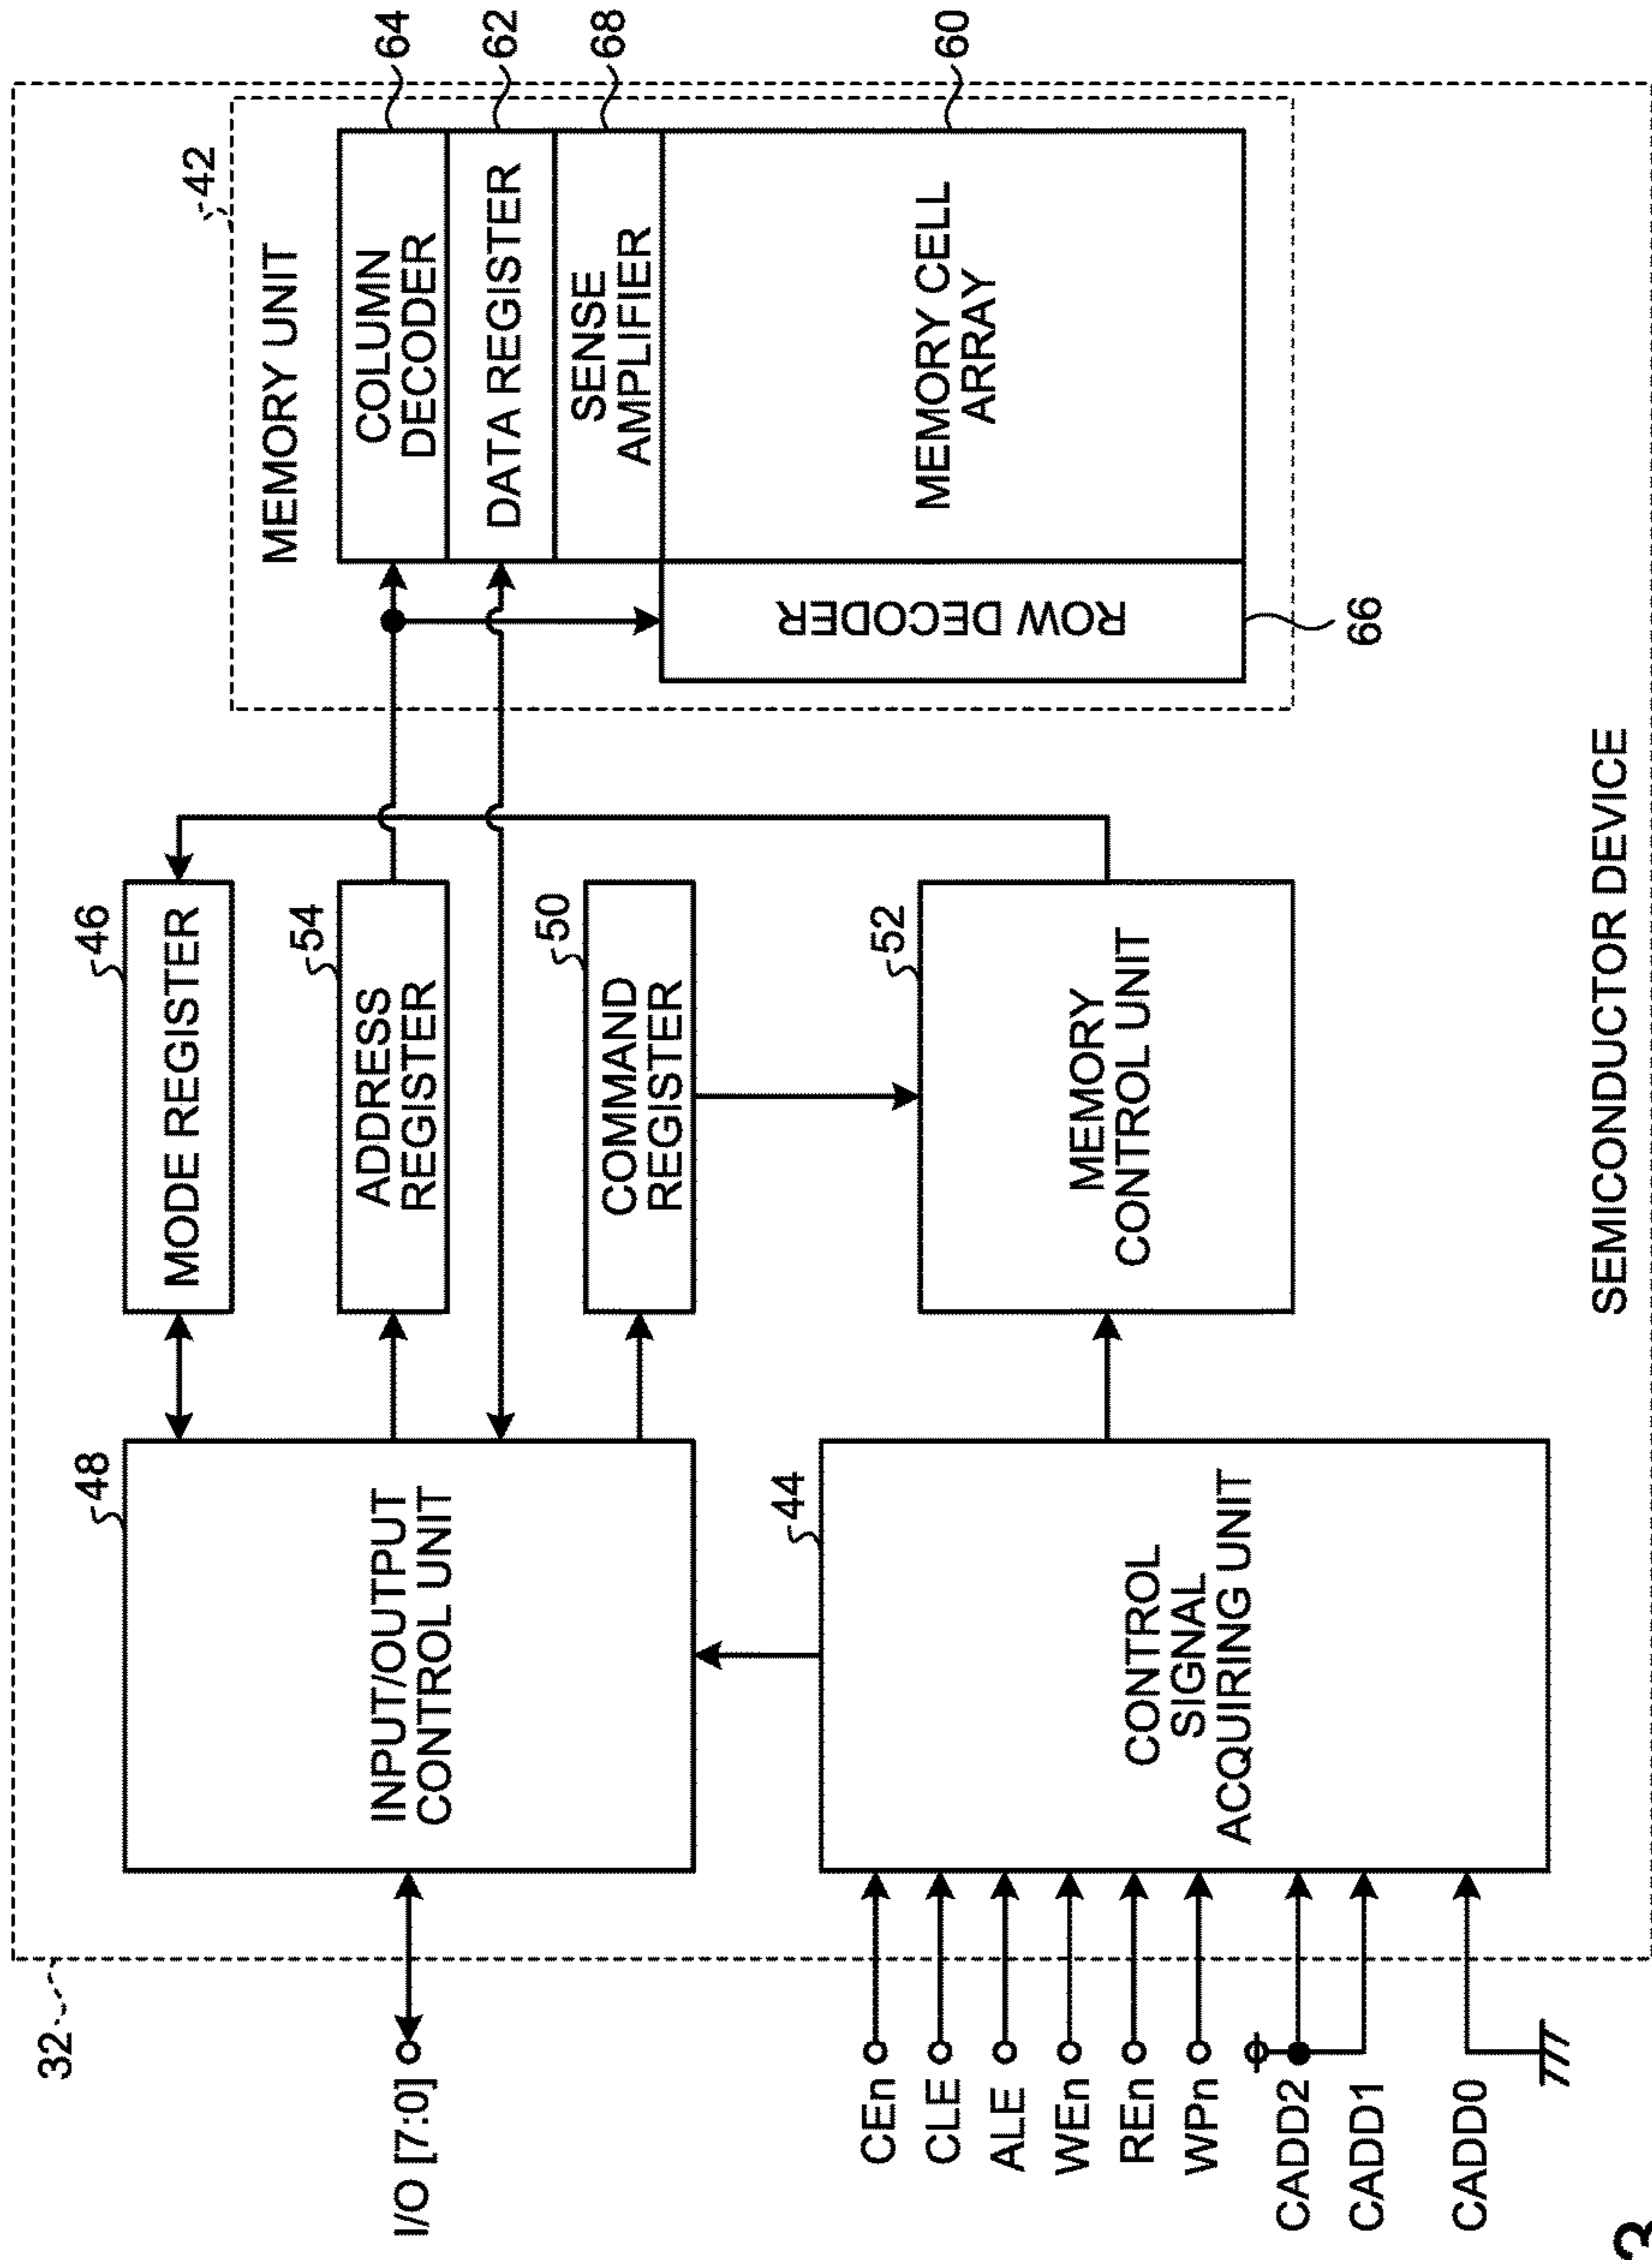 32
42
MEMORY UNIT
48
INPUT/OUTPUT
CONTROL UNIT
46
MODE REGISTER
54
ADDRESS
REGISTER
50
COMMAND
REGISTER
COLUMN
DECODER
64
DATA REGISTER
62
SENSE
AMPLIFIER
68
MEMORY CELL
ARRAY
60
ROW DECODER
66
52
MEMORY
CONTROL UNIT
44
CONTROL
SIGNAL
ACQUIRING UNIT
I/O [7:0]
CEn
CLE
ALE
WEn
REn
WPn
CADD2
CADD1
CADD0
SEMICONDUCTOR DEVICE
3